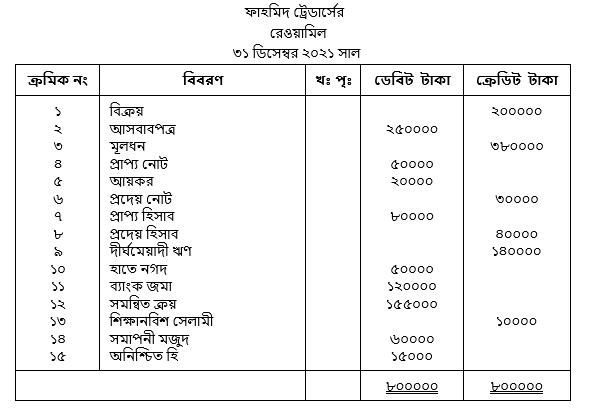 ফাহমিদ ট্রেডার্সের
রেওয়ামিল
৩১ ডিসেম্বর ২০২১ সাল
ক্রমিক নং বিবরণ খঃ পৃঃ ডেবিট টাকা ক্রেডিট টাকা
১ বিক্রয় ২০০০০০
২ আসবাবপত্র ২৫০০০০
৩ মূলধন ৩৮০০০০
৪ প্রাপ্য নোট ৫০০০০
৫ আয়কর ২০০০০
৬ প্রদেয় নোট ৩০০০০
৭ প্রাপ্য হিসাব ৮০০০০
৮ প্রদেয় হিসাব ৪০০০০
৯ দীর্ঘমেয়াদী ঋণ ১৪০০০০
১০ হাতে নগদ ৫০০০০
১১ ব্যাংক জমা ১২০০০০
১২ সমন্বিত ক্রয় ১৫৫০০০
১৩ শিক্ষানবিশ সেলামী ১০০০০
১৪ সমাপনী মজুদ ৬০০০০
১৫ অনিশ্চিত হি ১৫০০০
৮০০০০০ ৮০০০০০